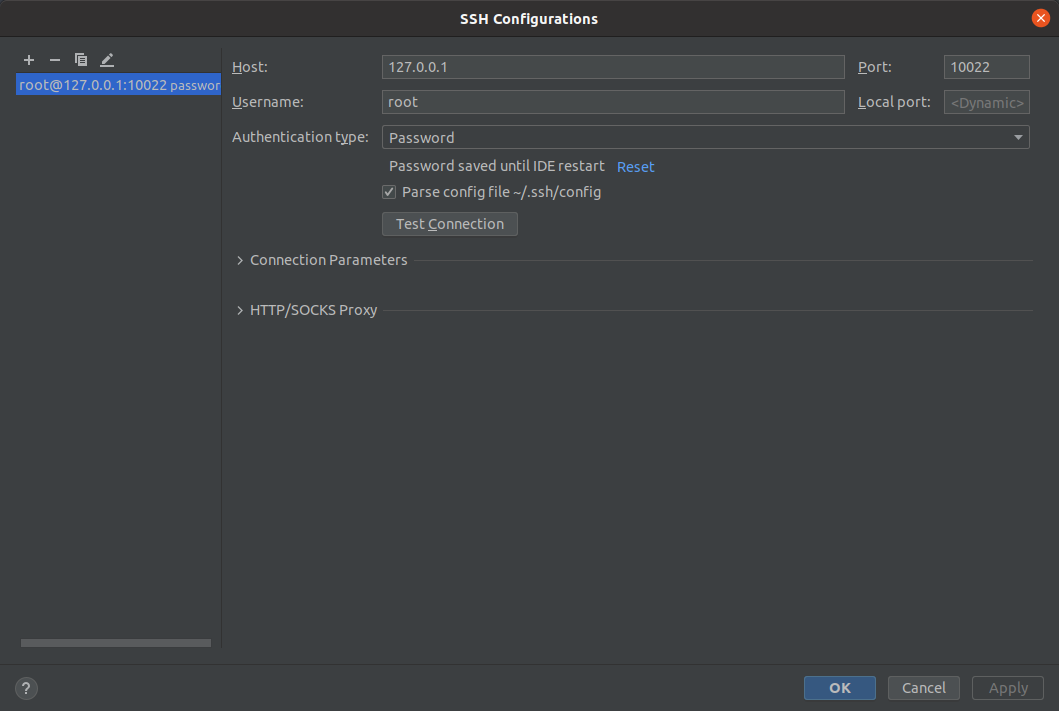 SSH Configurations
root@127.0.0.1:10022 passwor
Host: 127.0.0.1 Port: 10022
Username: root Local port: <Dynamic>
Authentication type: Password
Password saved until IDE restart Reset
Parse config file ~/.ssh/config
Test Connection
Connection Parameters
HTTP/SOCKS Proxy
? OK Cancel Apply